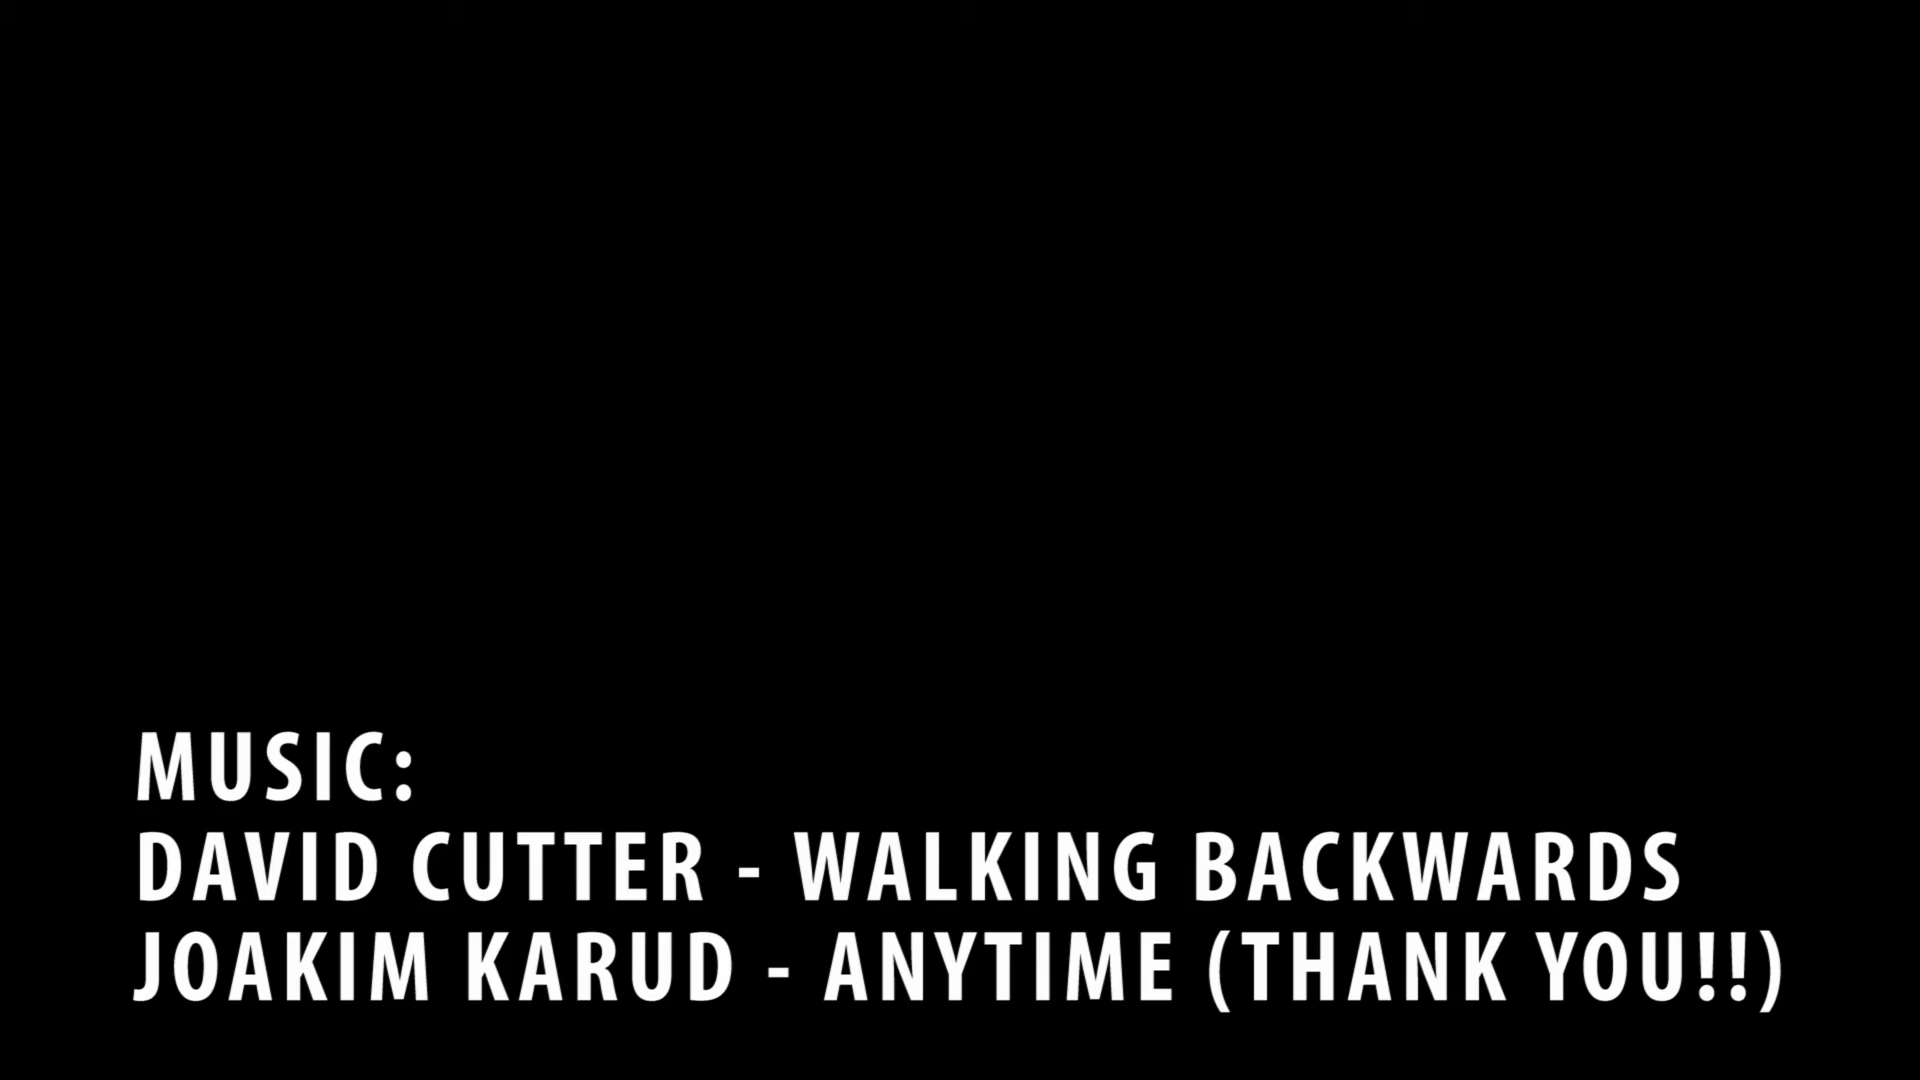 MUSIC:
DAVID CUTTER - WALKING BACKWARDS
JOAKIM KARUD - ANYTIME (THANK YOU!!)